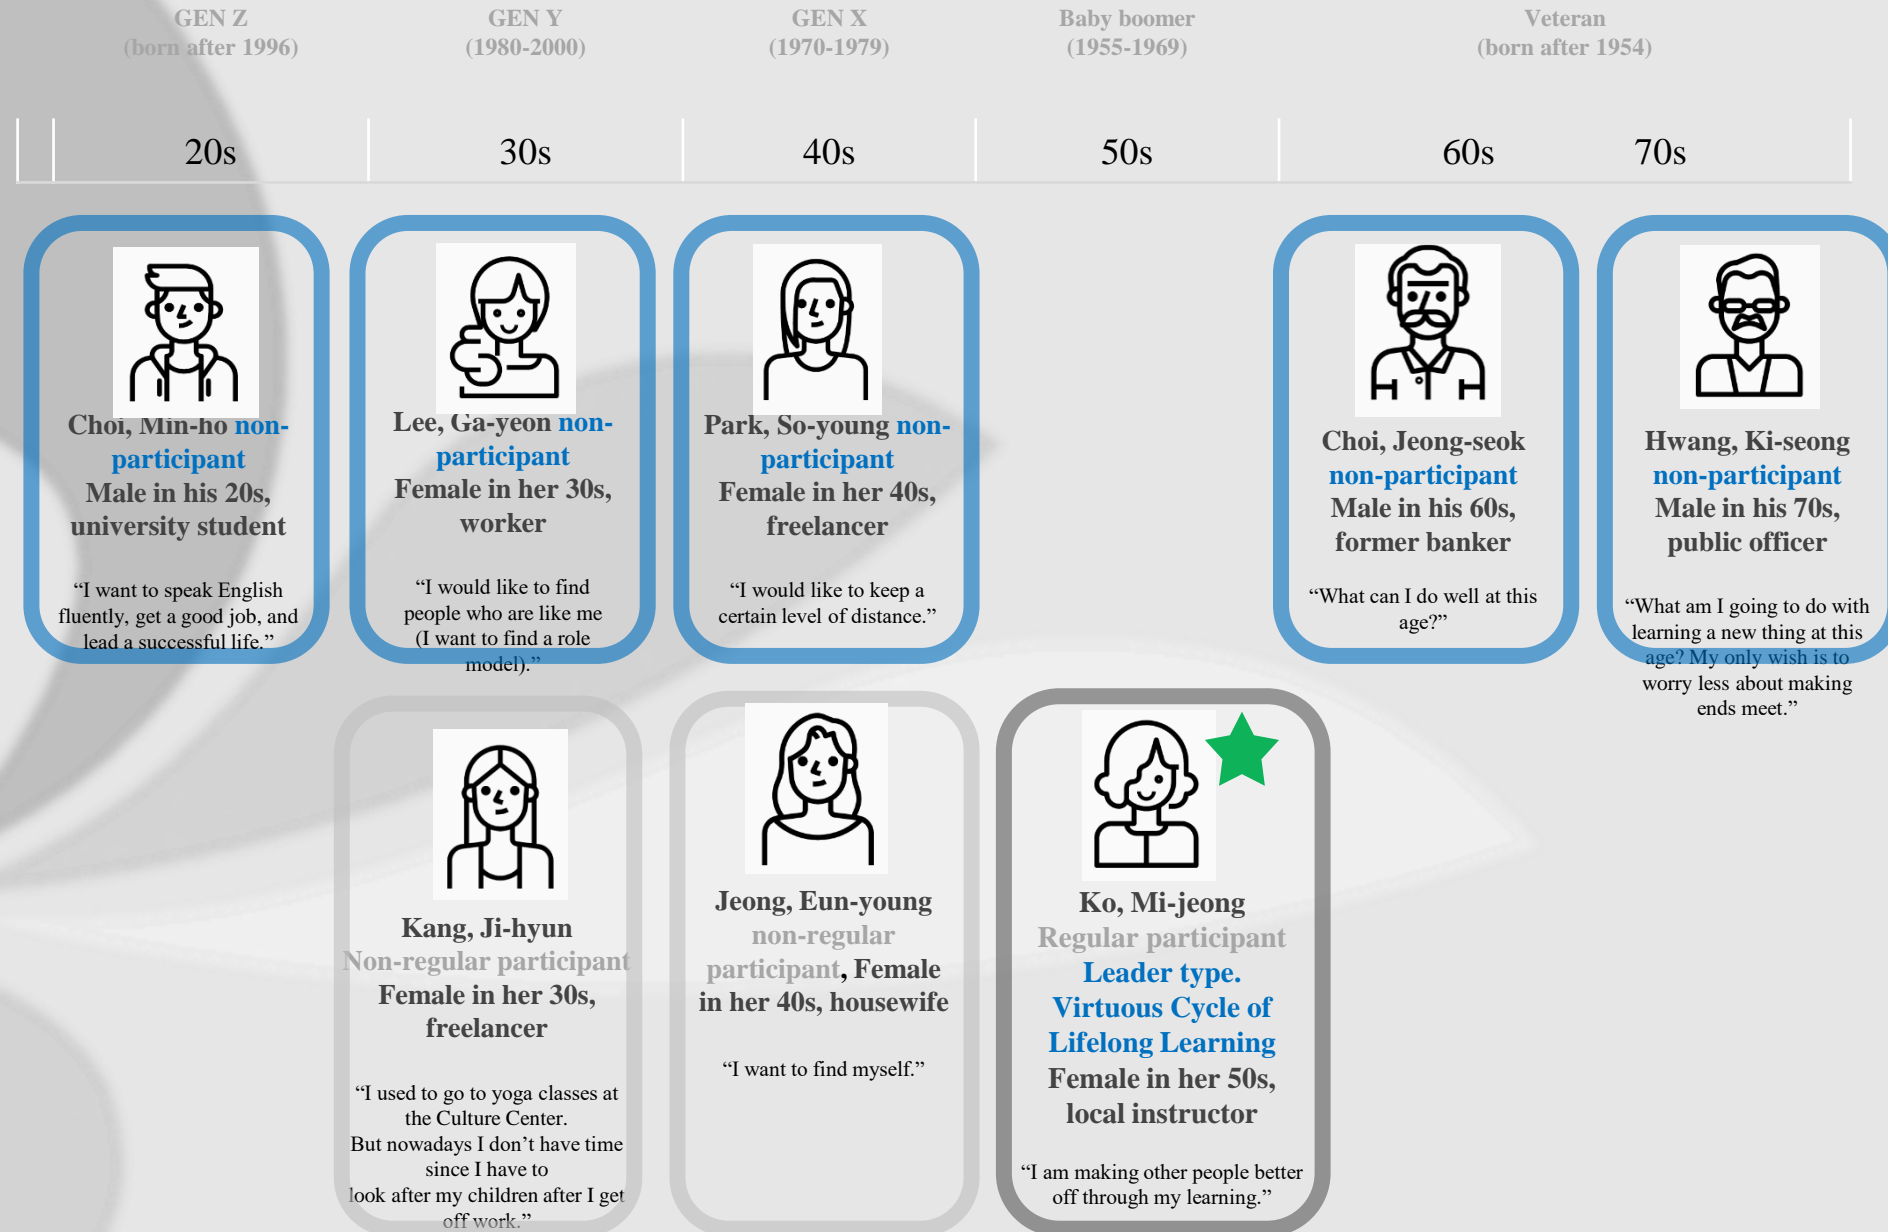 GEN Z
(born after 1996)
GEN Y
(1980-2000)
GEN X
(1970-1979)
Baby boomer
(1955-1969)
Veteran
(born after 1954)
20s
30s
40s
50s
60s
70s
Choi, Min-ho non-
participant
Male in his 20s,
university student
“I want to speak English
fluently, get a good job, and
lead a successful life.”
Lee, Ga-yeon non-
participant
Female in her 30s,
worker
“I would like to find
people who are like me
(I want to find a role
model).”
Park, So-young non-
participant
Female in her 40s,
freelancer
“I would like to keep a
certain level of distance.”
Choi, Jeong-seok
non-participant
Male in his 60s,
former banker
“What can I do well at this
age?”
Hwang, Ki-seong
non-participant
Male in his 70s,
public officer
“What am I going to do with
learning a new thing at this
age? My only wish is to
worry less about making
ends meet.”
Kang, Ji-hyun
Non-regular participant
Female in her 30s,
freelancer
“I used to go to yoga classes at
the Culture Center.
But nowadays I don’t have time
since I have to
look after my children after I get
off work.”
Jeong, Eun-young
non-regular
participant, Female
in her 40s, housewife
“I want to find myself.”
Ko, Mi-jeong
Regular participant
Leader type.
Virtuous Cycle of
Lifelong Learning
Female in her 50s,
local instructor
“I am making other people better
off through my learning.”